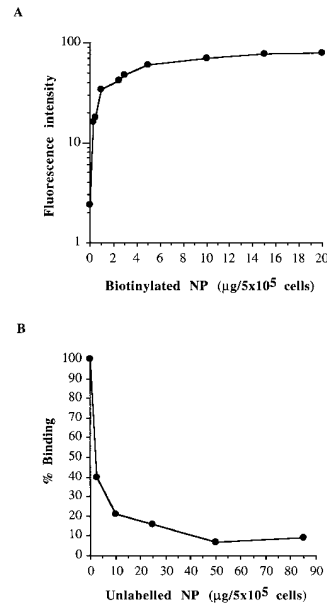 A
Fluorescence intensity
100
10
1
0 2 4 6 8 10 12 14 16 18 20
Biotinylated NP (µg/5x10⁵ cells)
B
% Binding
100
90
80
70
60
50
40
30
20
10
0
0 10 20 30 40 50 60 70 80 90
Unlabelled NP (µg/5x10⁵ cells)